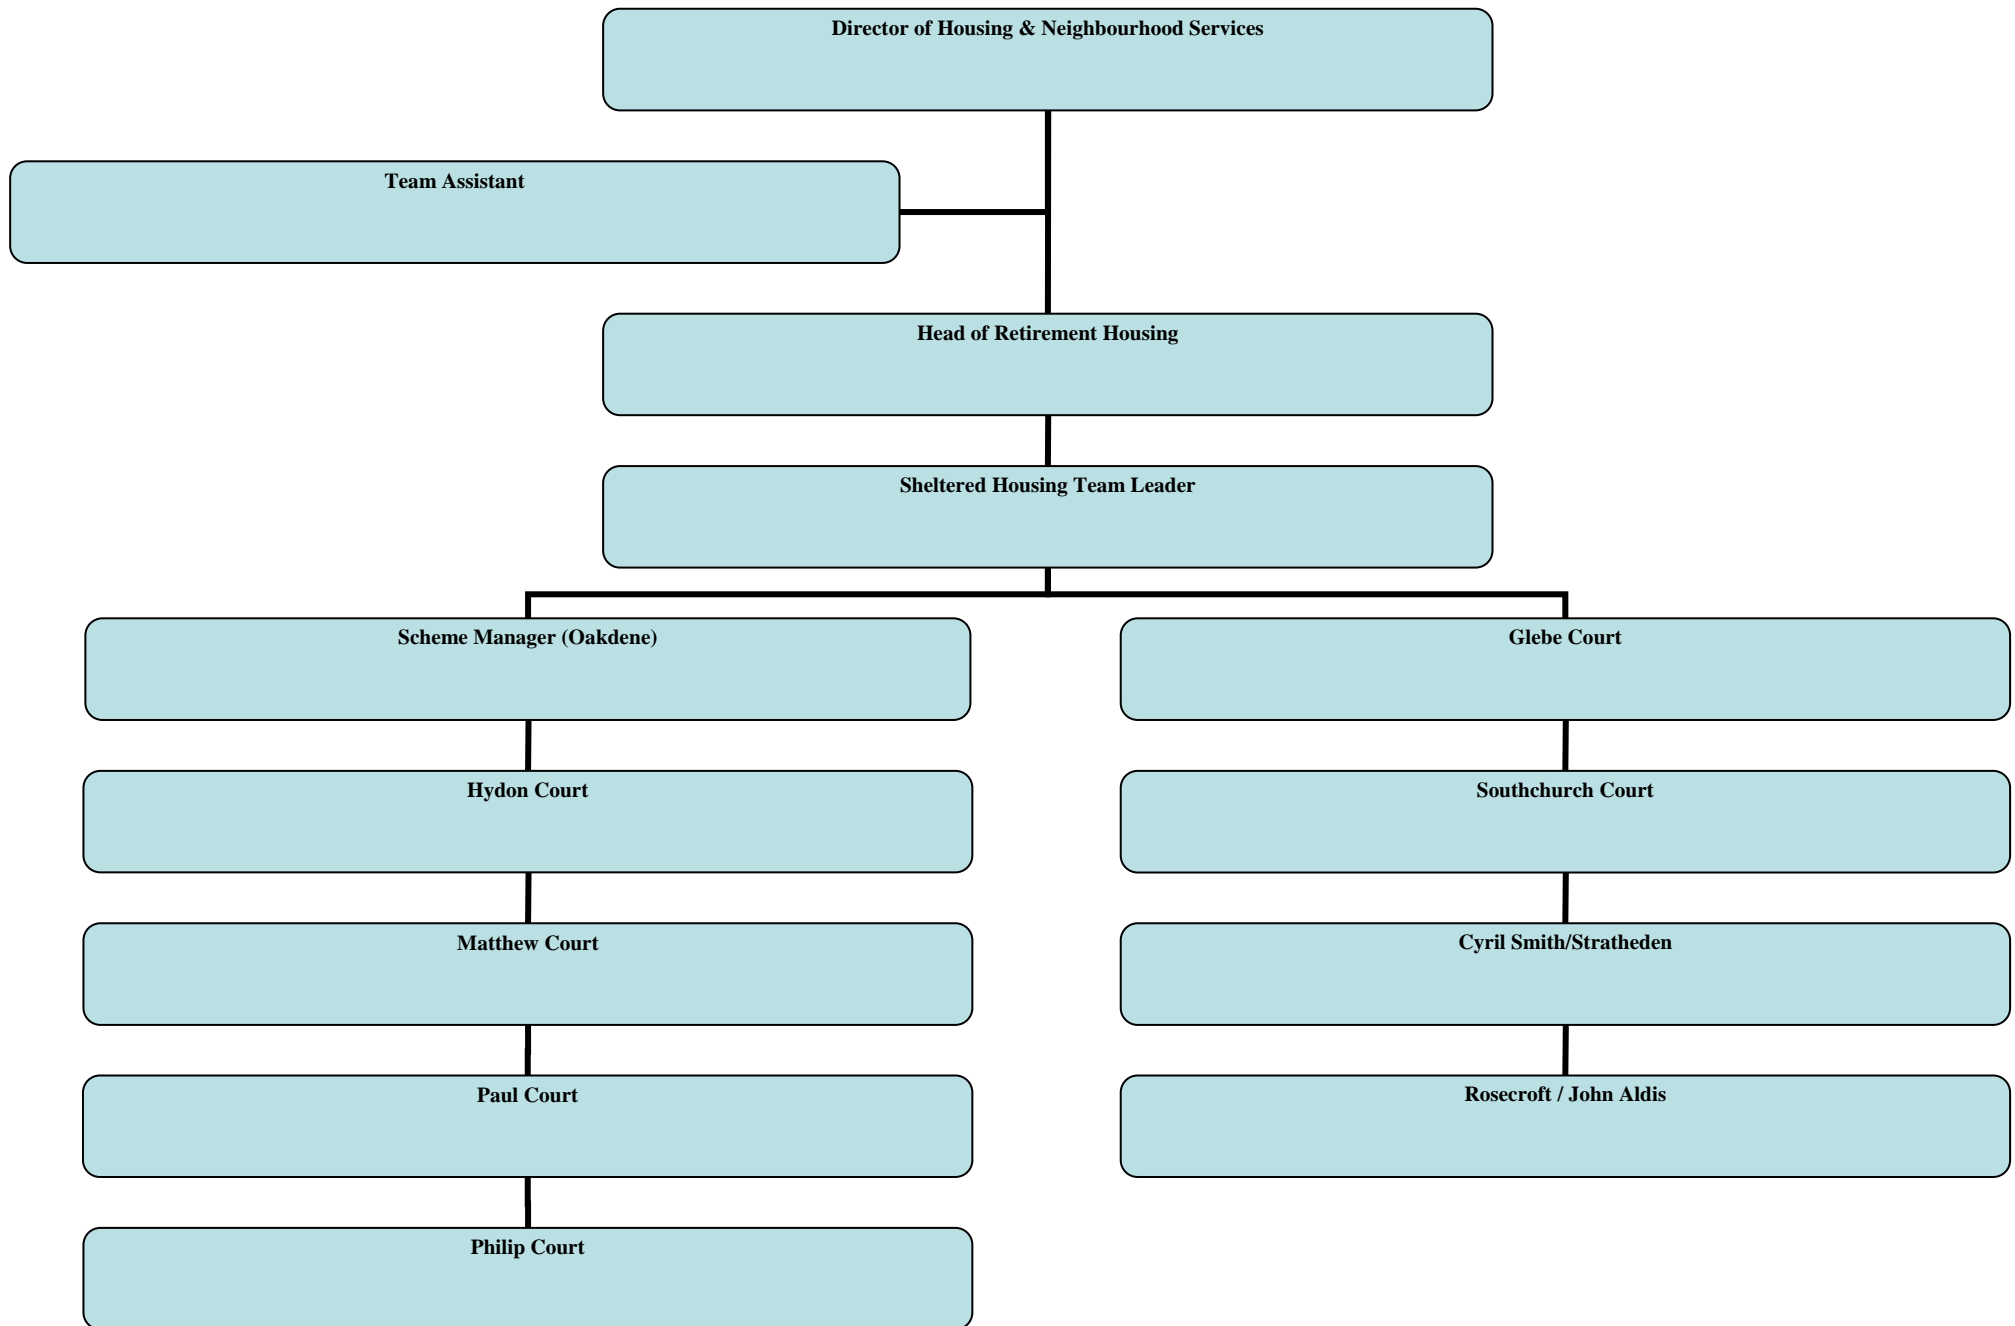 Director of Housing & Neighbourhood Services
Team Assistant
Head of Retirement Housing
Sheltered Housing Team Leader
Scheme Manager (Oakdene)
Glebe Court
Hydon Court
Southchurch Court
Matthew Court
Cyril Smith/Stratheden
Paul Court
Rosecroft / John Aldis
Philip Court